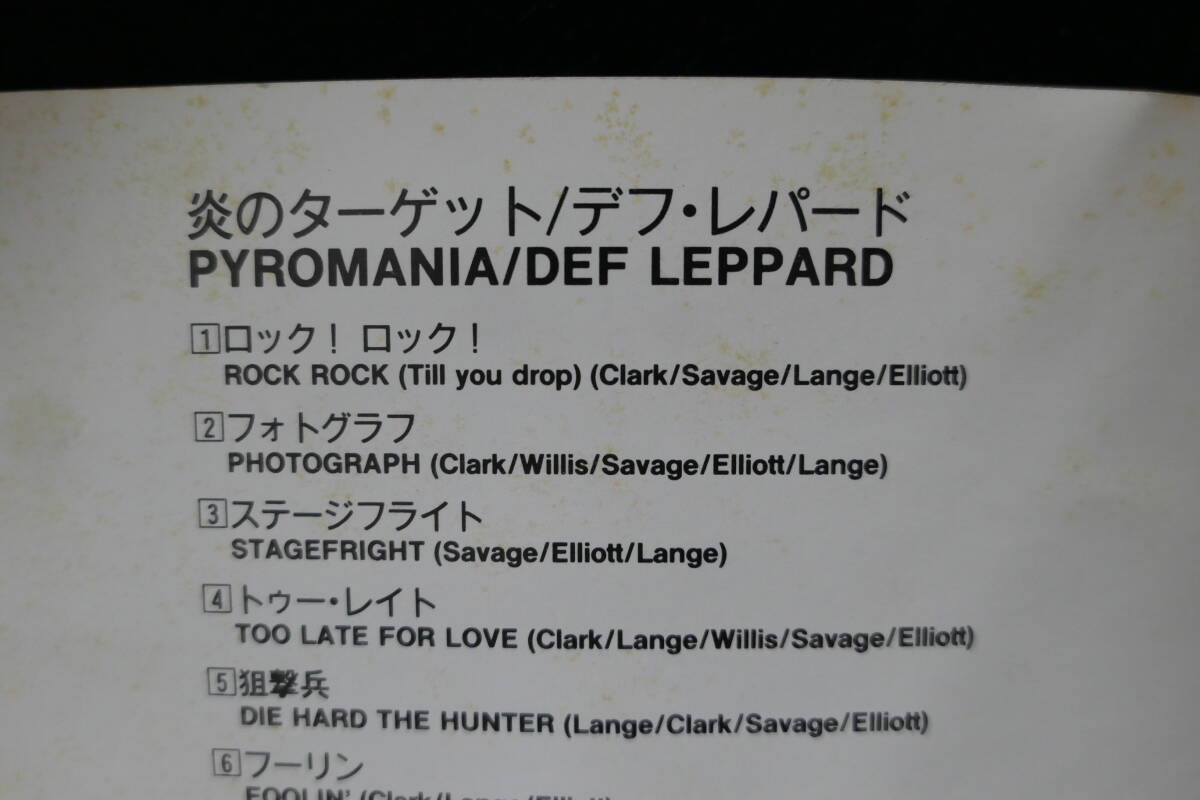 炎のターゲット/デフ・レパード
PYROMANIA/DEF LEPPARD
1 ロック! ロック!
ROCK ROCK (Till you drop) (Clark/Savage/Lange/Elliott)
2 フォトグラフ
PHOTOGRAPH (Clark/Willis/Savage/Elliott/Lange)
3 ステージフライト
STAGEFRIGHT (Savage/Elliott/Lange)
4 トゥー・レイト
TOO LATE FOR LOVE (Clark/Lange/Willis/Savage/Elliott)
5 狙撃兵
DIE HARD THE HUNTER (Lange/Clark/Savage/Elliott)
6 フーリン
FOOLIN' (Clark/Lange/Elliott)